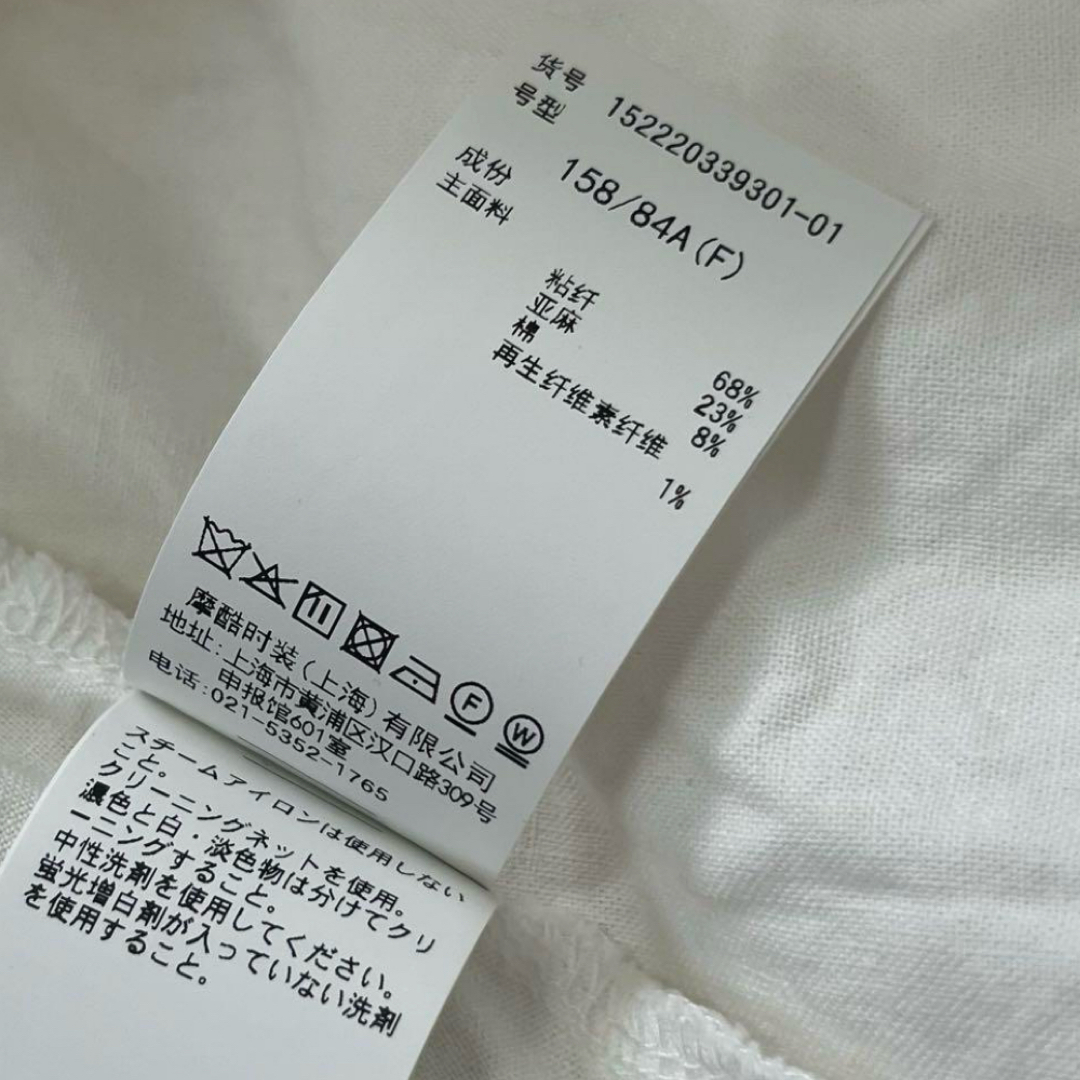 货号 152220339301-01
号型 158/84A(F)
成份
主面料
粘纤 68%
亚麻 23%
棉 8%
再生纤维素纤维 1%
F W
摩酷时装(上海)有限公司
地址:上海市黄浦区汉口路309号
申报馆601室
电话:021-5352-1765
スチームアイロンは使用しない
こと。
クリーニングネットを使用。
濃色と白・淡色物は分けてクリ
ーニングすること。
中性洗剤を使用してください。
蛍光増白剤が入っていない洗剤
を使用すること。